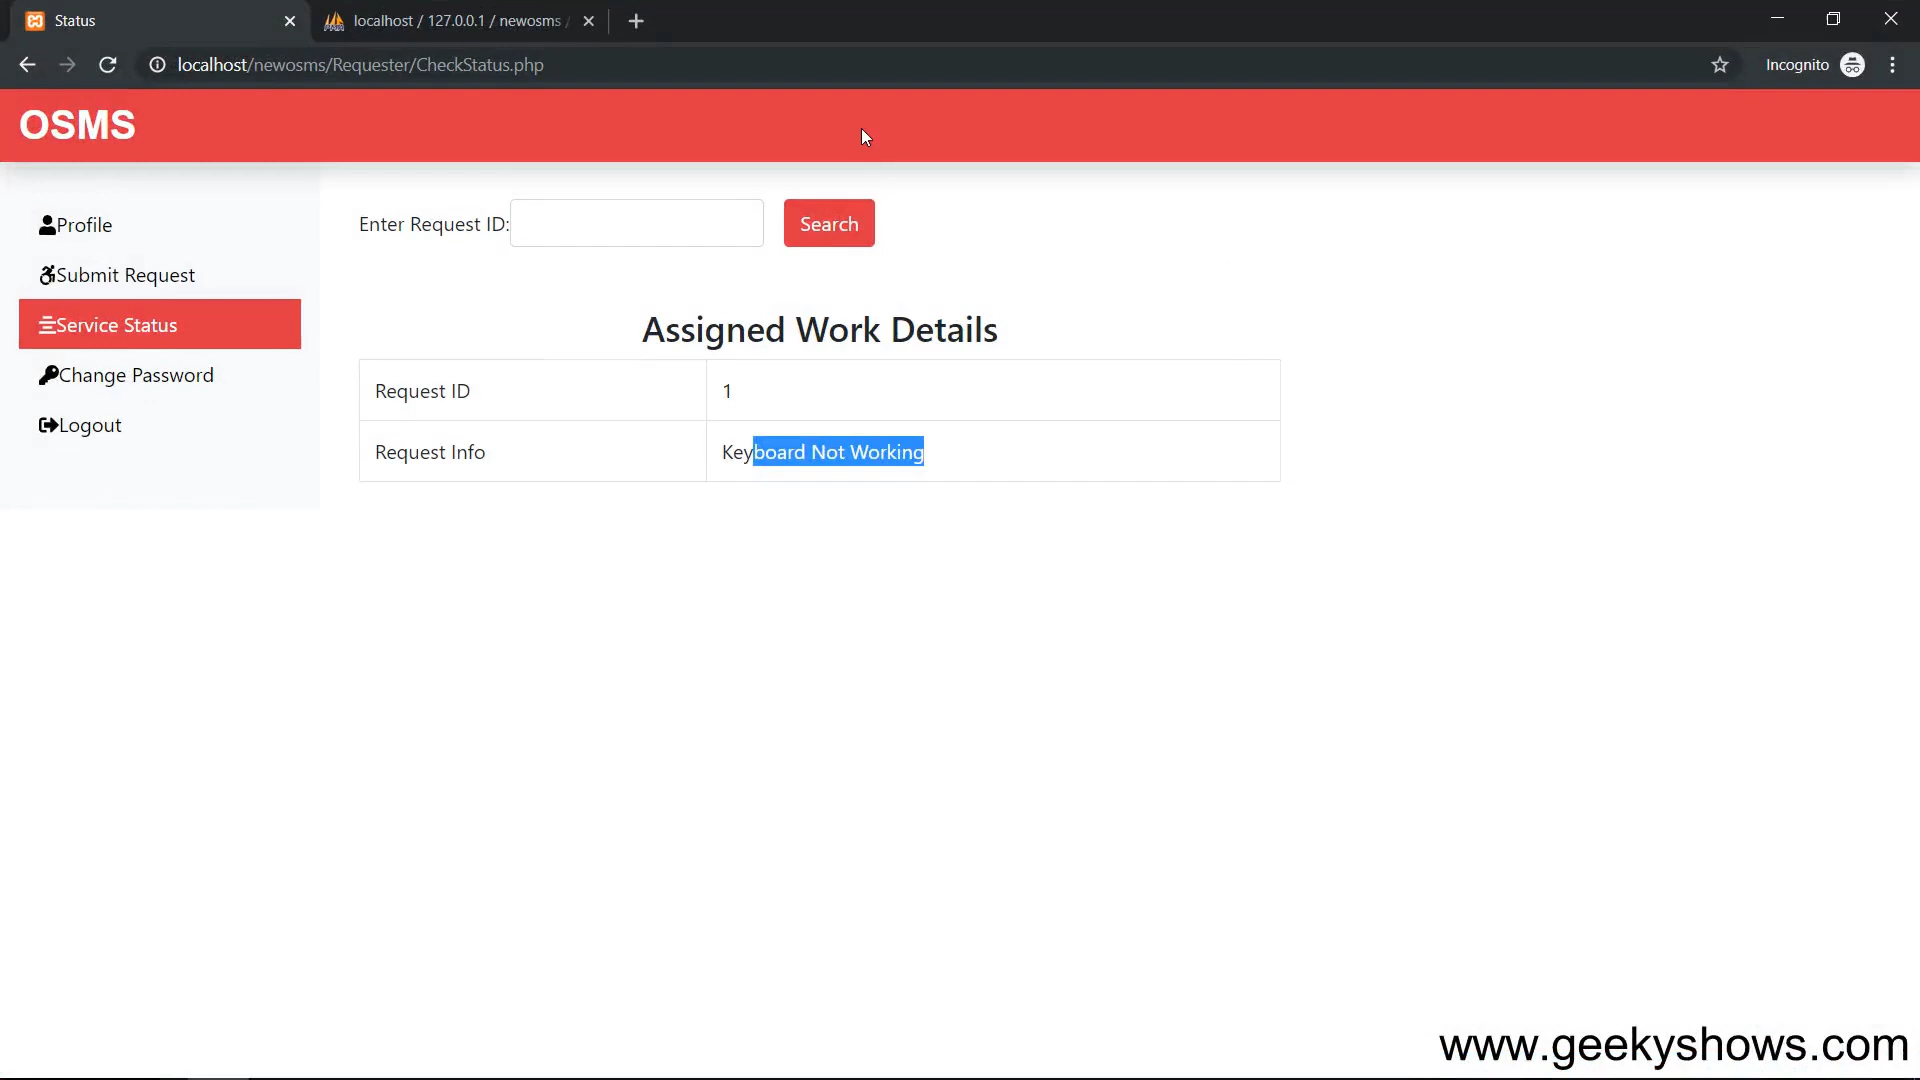 Status
localhost / 127.0.0.1 / newosms /
localhost/newosms/Requester/CheckStatus.php
Incognito
OSMS
Profile
Submit Request
Service Status
Change Password
Logout
Enter Request ID:
Search
Assigned Work Details
Request ID 1
Request Info Keyboard Not Working
www.geekyshows.com